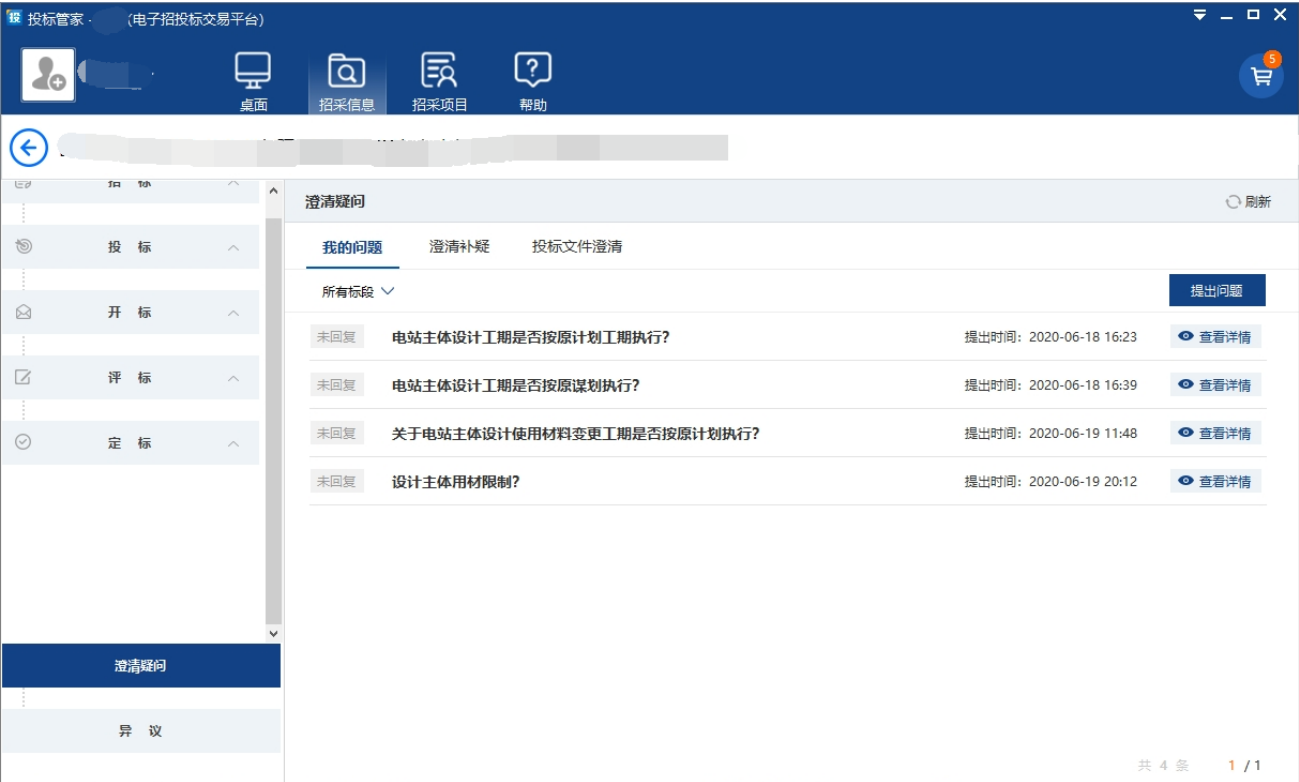 投标管家 - (电子招投标交易平台)
5
桌面 招采信息 招采项目 帮助
招 标
投 标
开 标
评 标
定 标
澄清疑问
异 议
澄清疑问 刷新
我的问题 澄清补疑 投标文件澄清
所有标段 提出问题
未回复 电站主体设计工期是否按原计划工期执行? 提出时间: 2020-06-18 16:23 查看详情
未回复 电站主体设计工期是否按原谋划执行? 提出时间: 2020-06-18 16:39 查看详情
未回复 关于电站主体设计使用材料变更工期是否按原计划执行? 提出时间: 2020-06-19 11:48 查看详情
未回复 设计主体用材限制? 提出时间: 2020-06-19 20:12 查看详情
共 4 条 1 / 1